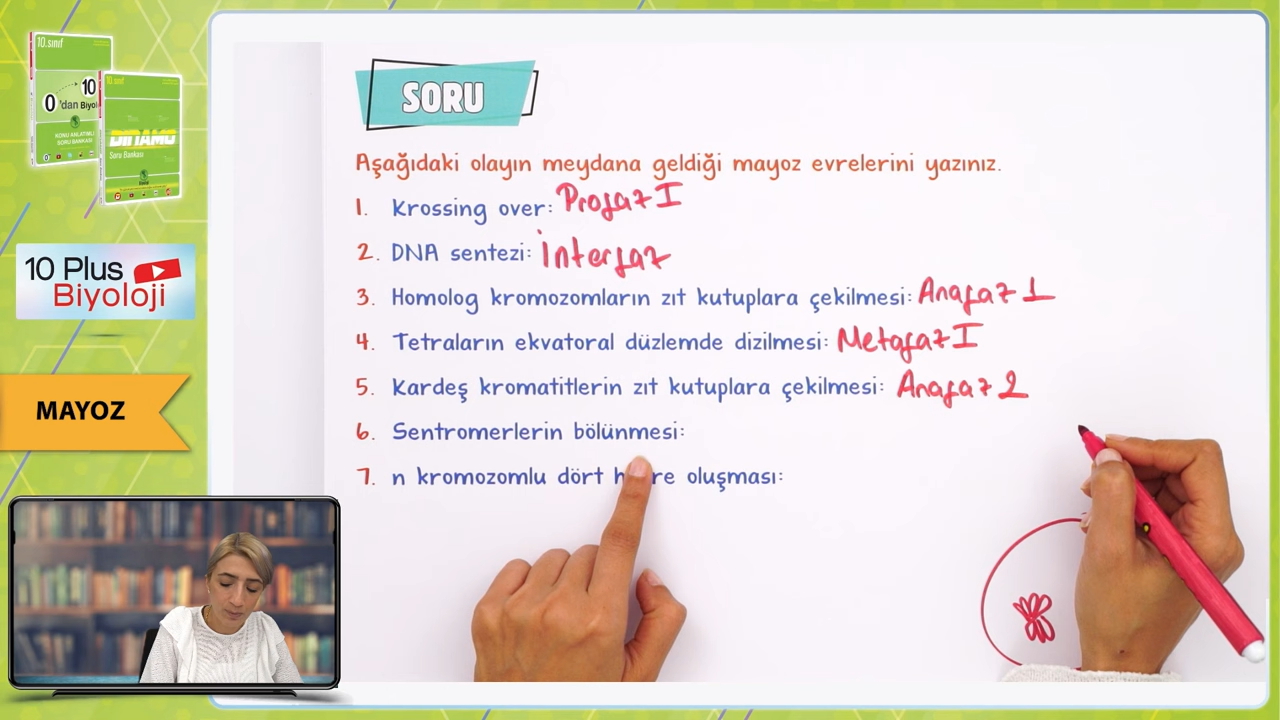 10.sınıf
10
0 'dan Biyol
KONU ANLATIMLI
SORU BANKASI
10.sınıf
DİNAMO
Soru Bankası
10 Plus
Biyoloji
MAYOZ
SORU
Aşağıdaki olayın meydana geldiği mayoz evrelerini yazınız.
1. Krossing over: Profaz I
2. DNA sentezi: İnterfaz
3. Homolog kromozomların zıt kutuplara çekilmesi: Anafaz 1
4. Tetraların ekvatoral düzlemde dizilmesi: Metafaz I
5. Kardeş kromatitlerin zıt kutuplara çekilmesi: Anafaz 2
6. Sentromerlerin bölünmesi:
7. n kromozomlu dört h re oluşması: